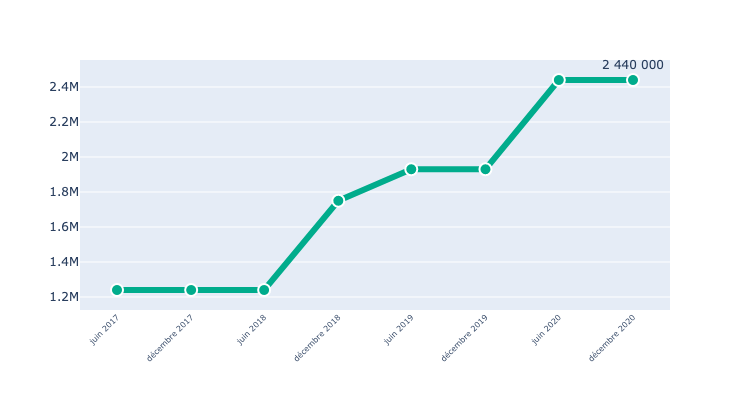 2 440 000
2.4M
2.2M
2M
1.8M
1.6M
1.4M
1.2M
juin 2017
décembre 2017
juin 2018
décembre 2018
juin 2019
décembre 2019
juin 2020
décembre 2020